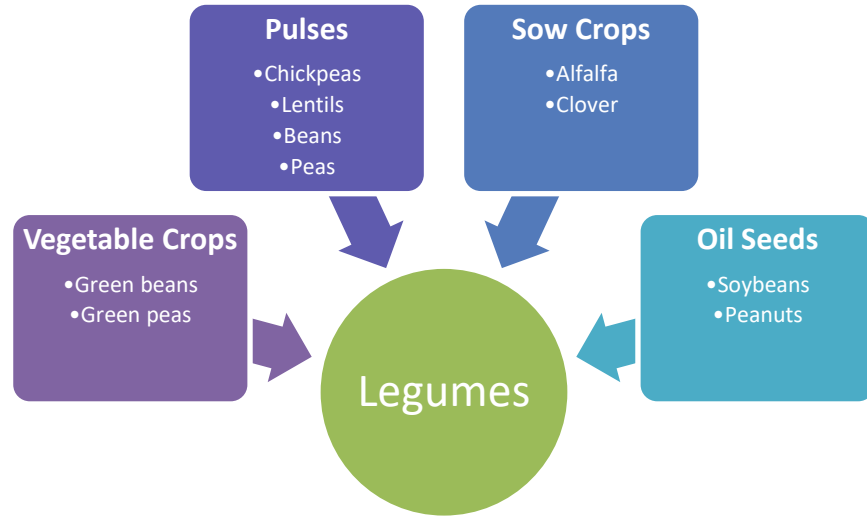 Pulses
•Chickpeas
•Lentils
•Beans
•Peas
Sow Crops
•Alfalfa
•Clover
Vegetable Crops
•Green beans
•Green peas
Oil Seeds
•Soybeans
•Peanuts
Legumes